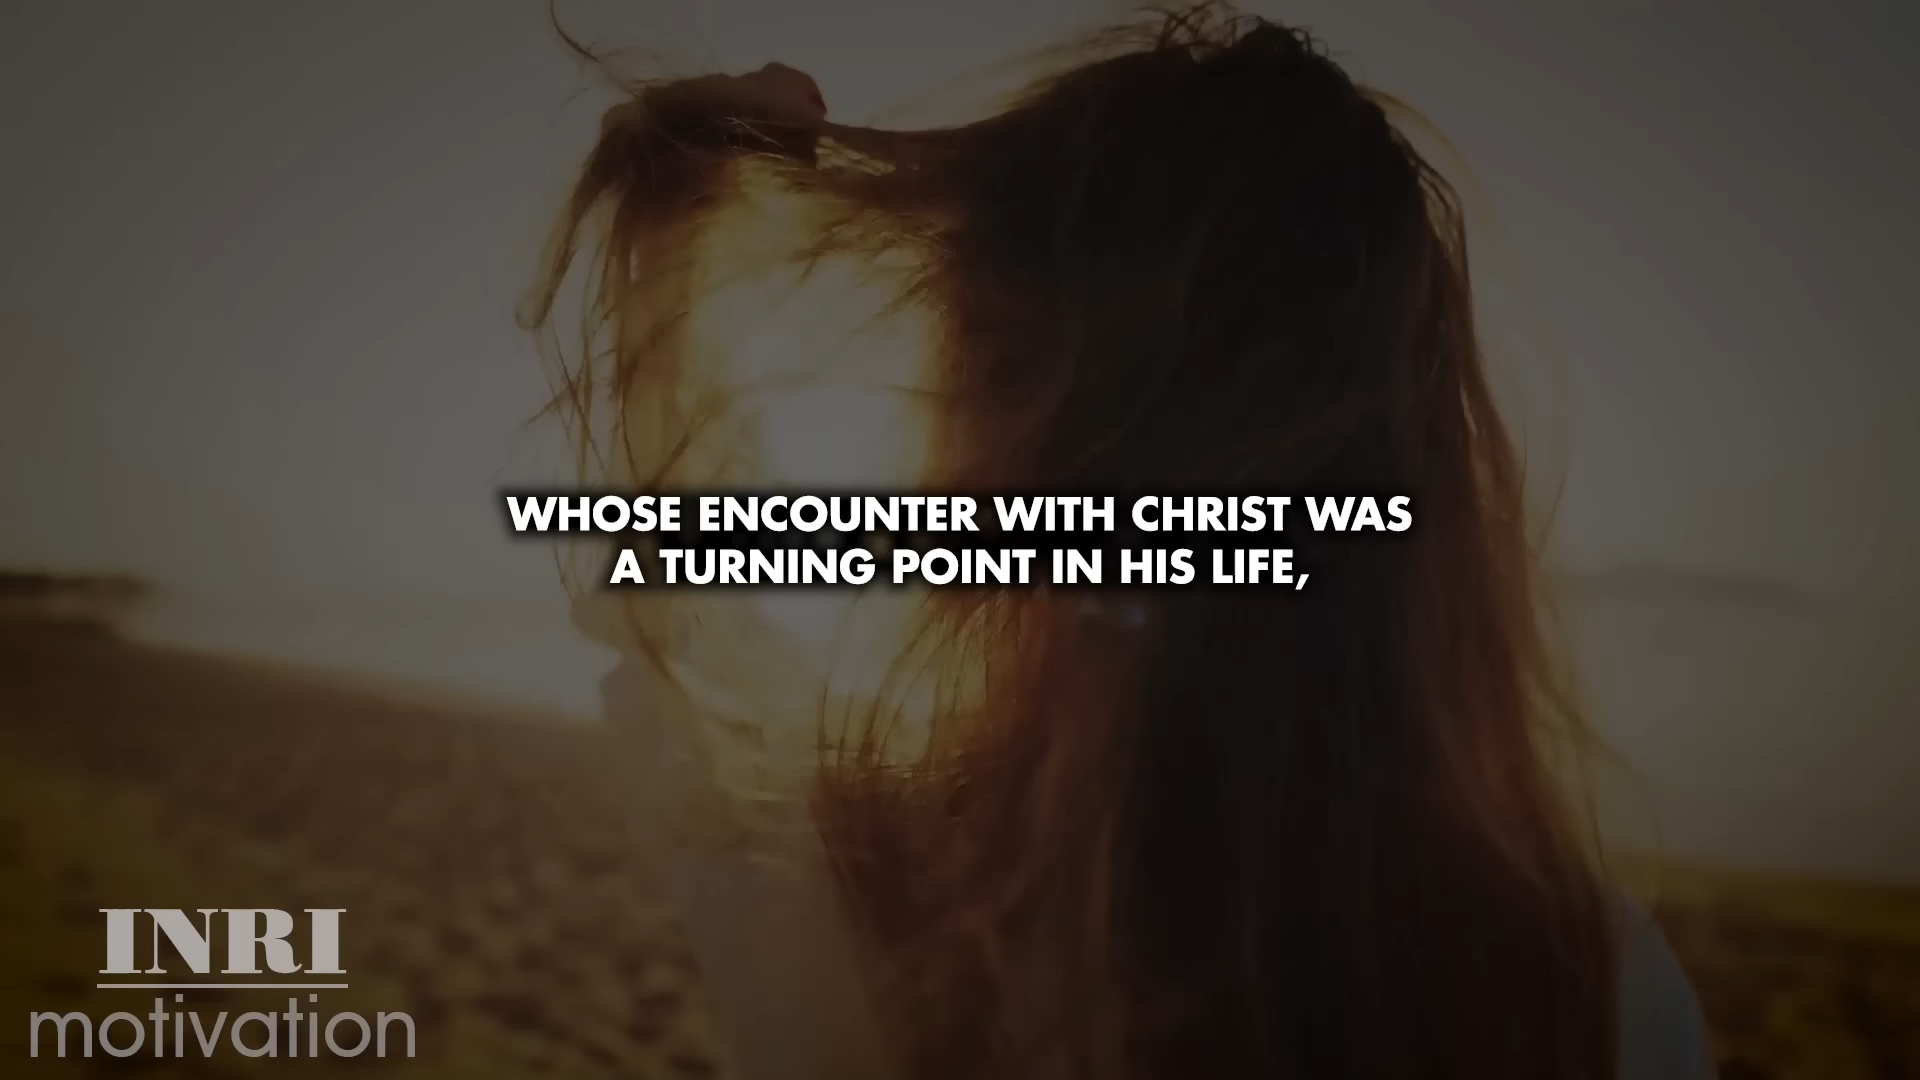 WHOSE ENCOUNTER WITH CHRIST WAS
A TURNING POINT IN HIS LIFE,
INRI
motivation